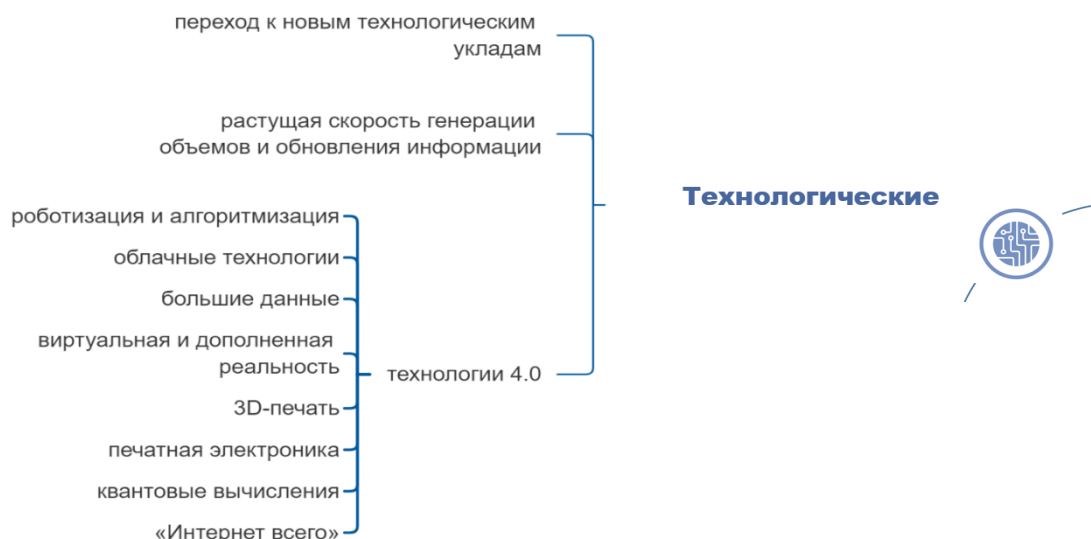 переход к новым технологическим
укладам
растущая скорость генерации
объемов и обновления информации
Технологические
роботизация и алгоритмизация
облачные технологии
большие данные
виртуальная и дополненная
реальность
технологии 4.0
3D-печать
печатная электроника
квантовые вычисления
«Интернет всего»